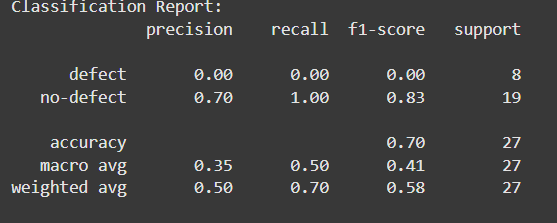 Classification Report:
precision recall f1-score support
defect 0.00 0.00 0.00 8
no-defect 0.70 1.00 0.83 19
accuracy 0.70 27
macro avg 0.35 0.50 0.41 27
weighted avg 0.50 0.70 0.58 27